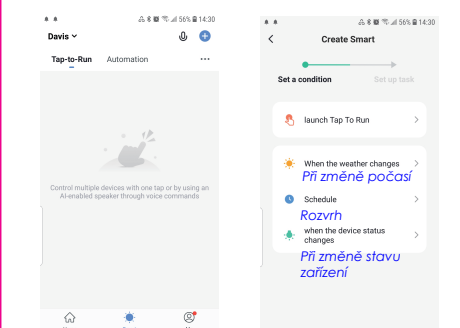 56% 14:30
Davis
Tap-to-Run Automation
Control multiple devices with one tap or by using an
AI-enabled speaker through voice commands
56% 14:30
Create Smart
Set a condition Set up task
launch Tap To Run
When the weather changes
Při změně počasí
Schedule
Rozvrh
when the device status
changes
Při změně stavu
zařízení